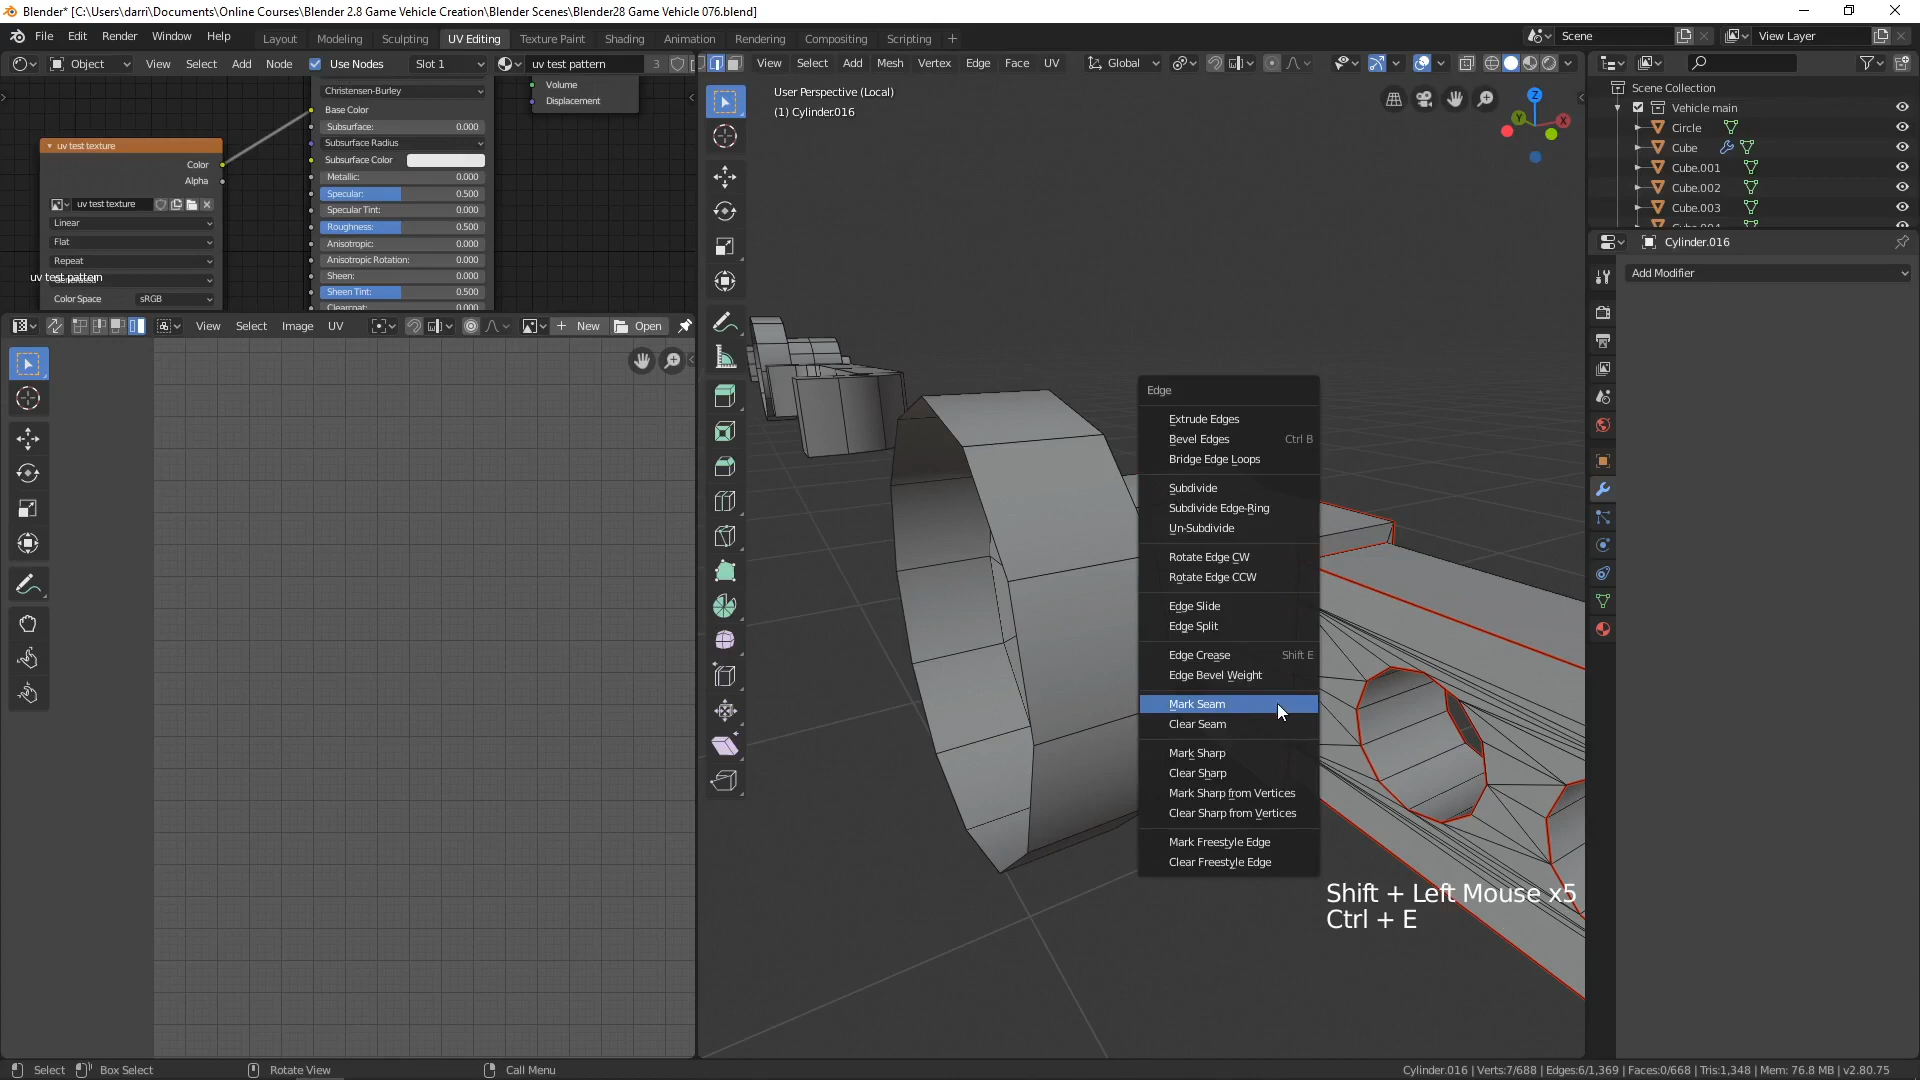 Blender* [C:\Users\darri\Documents\Online Courses\Blender 2.8 Game Vehicle Creation\Blender Scenes\Blender28 Game Vehicle 076.blend]
File Edit Render Window Help Layout Modeling Sculpting UV Editing Texture Paint Shading Animation Rendering Compositing Scripting Scene View Layer
Object View Select Add Node Use Nodes Slot 1 uv test pattern 3
View Select Add Mesh Vertex Edge Face UV Global
Volume
Displacement
Christensen-Burley
Base Color
Subsurface: 0.000
Subsurface Radius
Subsurface Color
Metallic: 0.000
Specular: 0.500
Specular Tint: 0.000
Roughness: 0.500
Anisotropic: 0.000
Anisotropic Rotation: 0.000
Sheen: 0.000
Sheen Tint: 0.500
Clearcoat: 0.000
uv test texture
Color
Alpha
uv test texture
Linear
Flat
Repeat
Generated
uv test pattern
Color Space sRGB
View Select Image UV New Open
User Perspective (Local)
(1) Cylinder.016
Z
Y
X
Edge
Extrude Edges
Bevel Edges Ctrl B
Bridge Edge Loops
Subdivide
Subdivide Edge-Ring
Un-Subdivide
Rotate Edge CW
Rotate Edge CCW
Edge Slide
Edge Split
Edge Crease Shift E
Edge Bevel Weight
Mark Seam
Clear Seam
Mark Sharp
Clear Sharp
Mark Sharp from Vertices
Clear Sharp from Vertices
Mark Freestyle Edge
Clear Freestyle Edge
Shift + Left Mouse x5
Ctrl + E
Scene Collection
Vehicle main
Circle
Cube
Cube.001
Cube.002
Cube.003
Cube.004
Cylinder.016
Add Modifier
Select Box Select Rotate View Call Menu
Cylinder.016 | Verts:7/688 | Edges:6/1,369 | Faces:0/668 | Tris:1,348 | Mem: 76.8 MB | v2.80.75